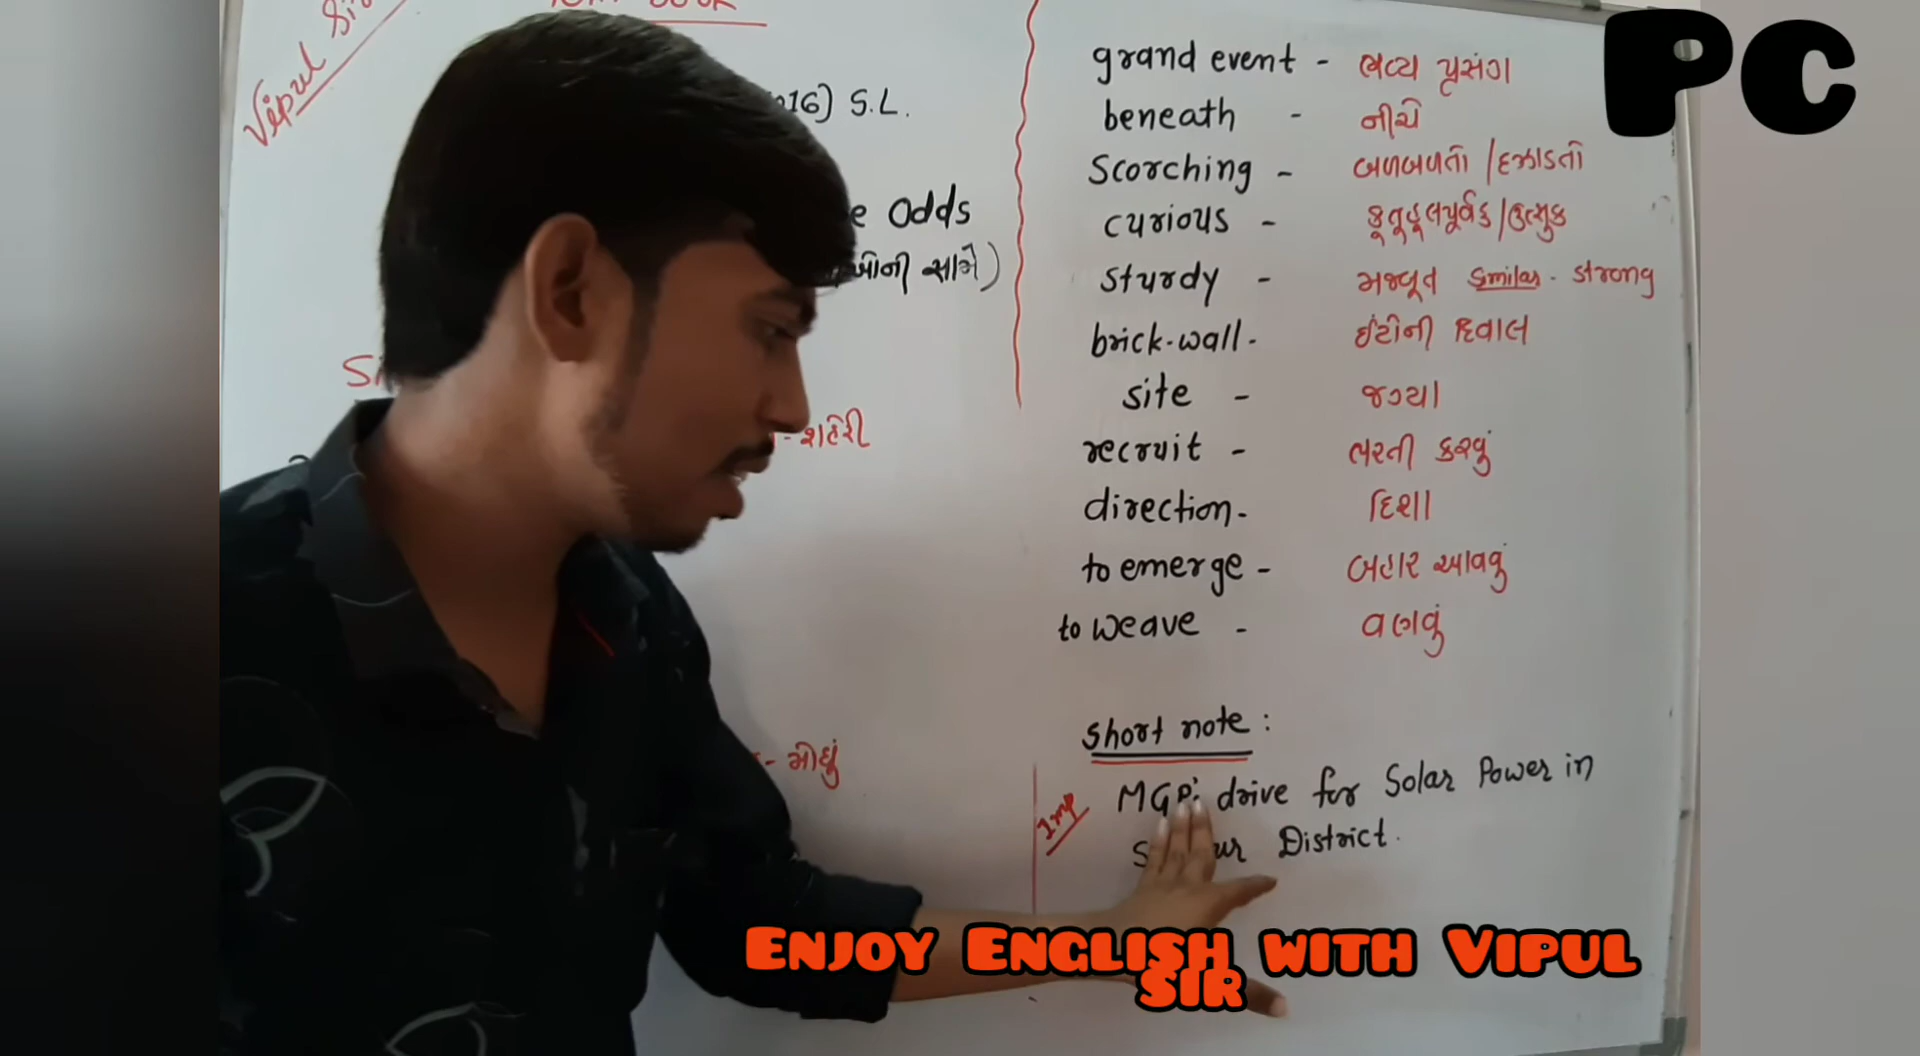 Vipul Sir
16) S.L.
e Odds
ઓની સામે)
- શહેરી
- મોઘું
grand event - ભવ્ય પ્રસંગ
beneath - નીચે
Scorching - બળબળતો / દઝાડતો
curious - કૂતૂહલપૂર્વક / ઉત્સુક
sturdy - મજબૂત similar - strong
brick-wall - ઈંટોની દિવાલ
site - જગ્યા
recruit - ભરતી કરવું
direction - દિશા
to emerge - બહાર આવવું
to weave - વણવું
Short note :
Imp
MGP's drive for Solar Power in
ur District.
PC
Enjoy English with Vipul
Sir